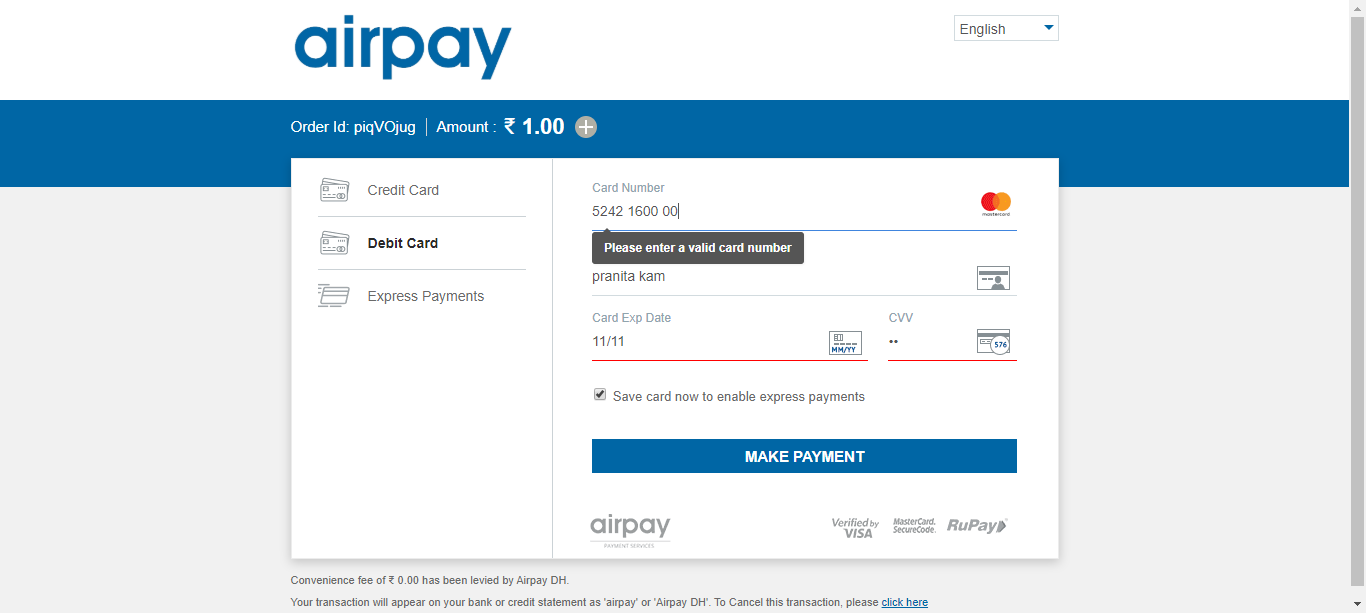 airpay
English
Order Id: piqVOjug | Amount : ₹ 1.00 +
Credit Card
Debit Card
Express Payments
Card Number
5242 1600 00
mastercard
Please enter a valid card number
pranita kam
Card Exp Date
CVV
11/11
MM/YY
••
576
Save card now to enable express payments
MAKE PAYMENT
airpay
PAYMENT SERVICES
Verified by
VISA
MasterCard.
SecureCode.
RuPay
Convenience fee of ₹ 0.00 has been levied by Airpay DH.
Your transaction will appear on your bank or credit statement as 'airpay' or 'Airpay DH'. To Cancel this transaction, please click here